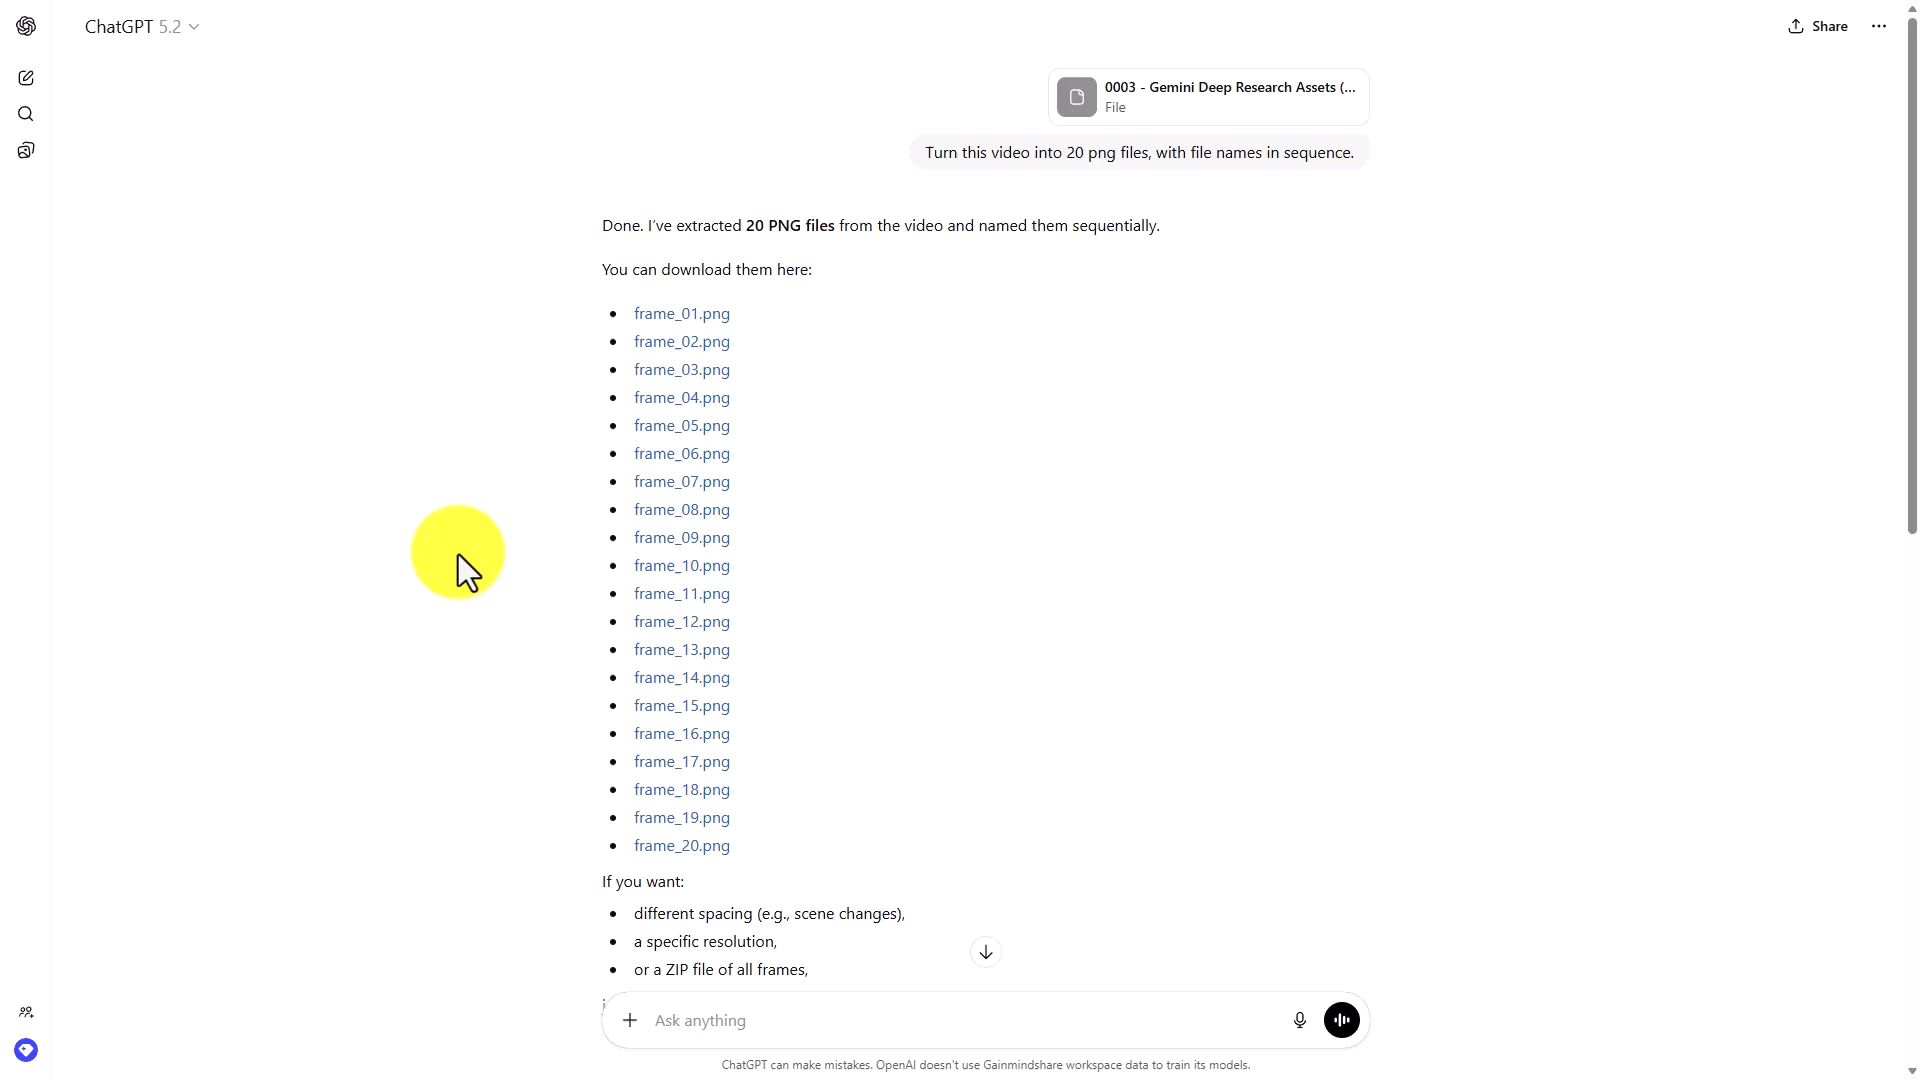 ChatGPT 5.2
Share
0003 - Gemini Deep Research Assets (...
File
Turn this video into 20 png files, with file names in sequence.
Done. I've extracted 20 PNG files from the video and named them sequentially.
You can download them here:
frame_01.png
frame_02.png
frame_03.png
frame_04.png
frame_05.png
frame_06.png
frame_07.png
frame_08.png
frame_09.png
frame_10.png
frame_11.png
frame_12.png
frame_13.png
frame_14.png
frame_15.png
frame_16.png
frame_17.png
frame_18.png
frame_19.png
frame_20.png
If you want:
different spacing (e.g., scene changes),
a specific resolution,
or a ZIP file of all frames,
Ask anything
ChatGPT can make mistakes. OpenAI doesn't use Gainmindshare workspace data to train its models.